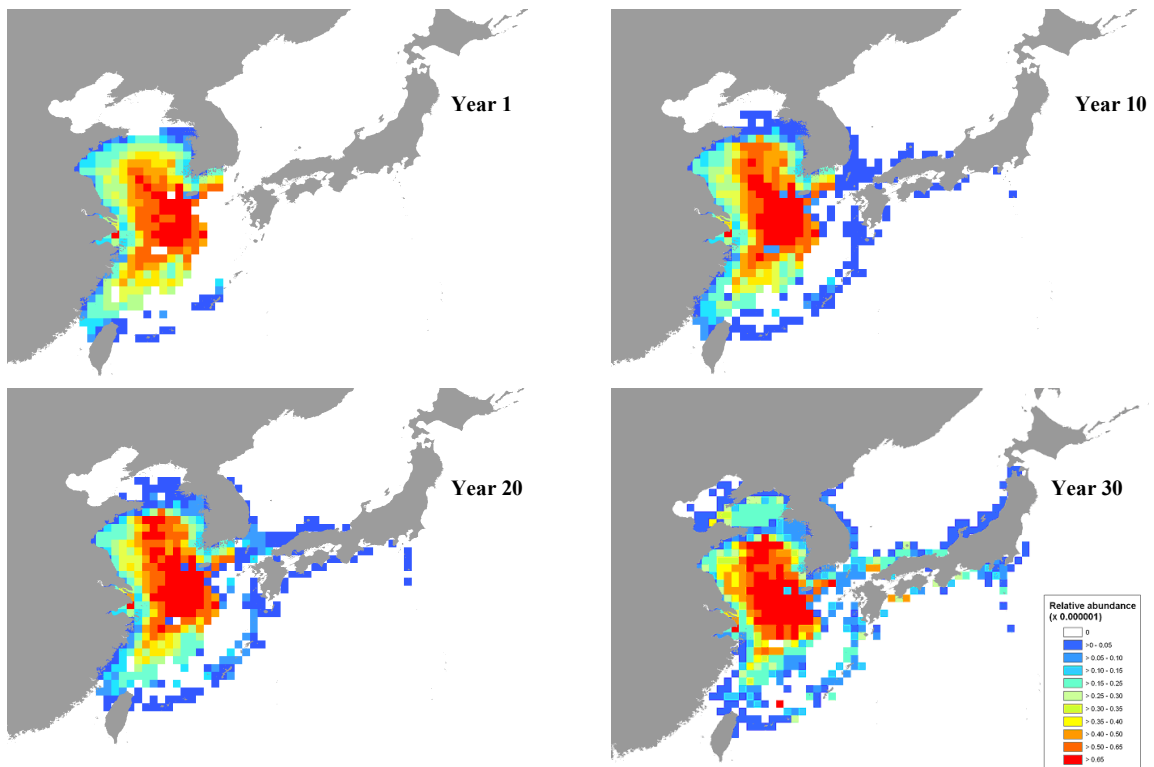 Year 1
Year 10
Year 20
Year 30
Relative abundance
(x 0.000001)
0
>0 - 0.05
> 0.05 - 0.10
> 0.10 - 0.15
> 0.15 - 0.25
> 0.25 - 0.30
> 0.30 - 0.35
> 0.35 - 0.40
> 0.40 - 0.50
> 0.50 - 0.65
> 0.65